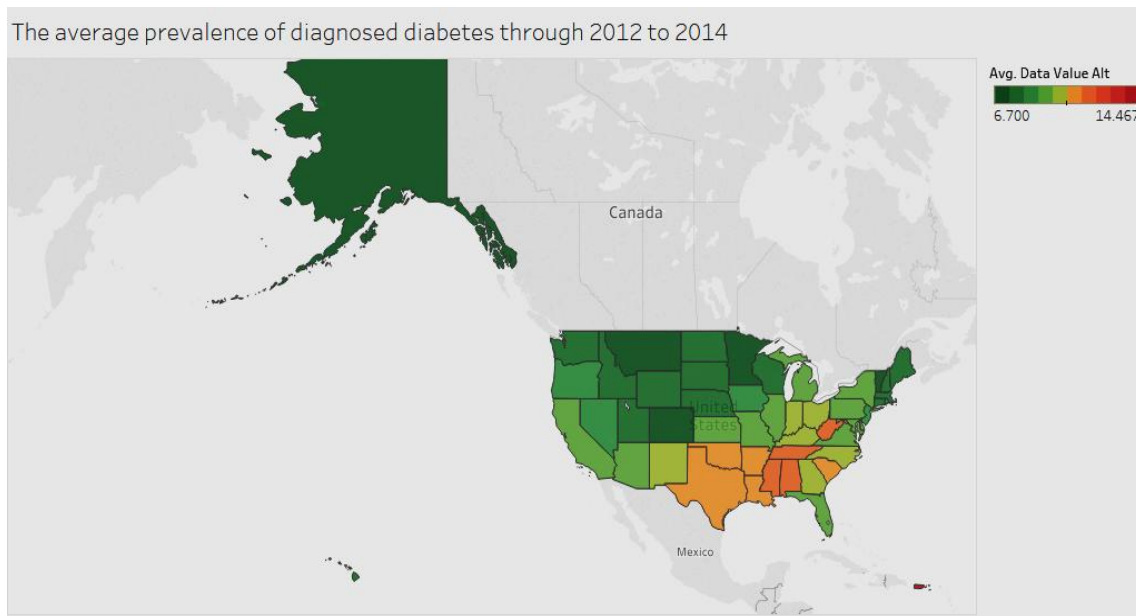 The average prevalence of diagnosed diabetes through 2012 to 2014
Avg. Data Value Alt
6.700 14.467
Canada
United
States
Mexico